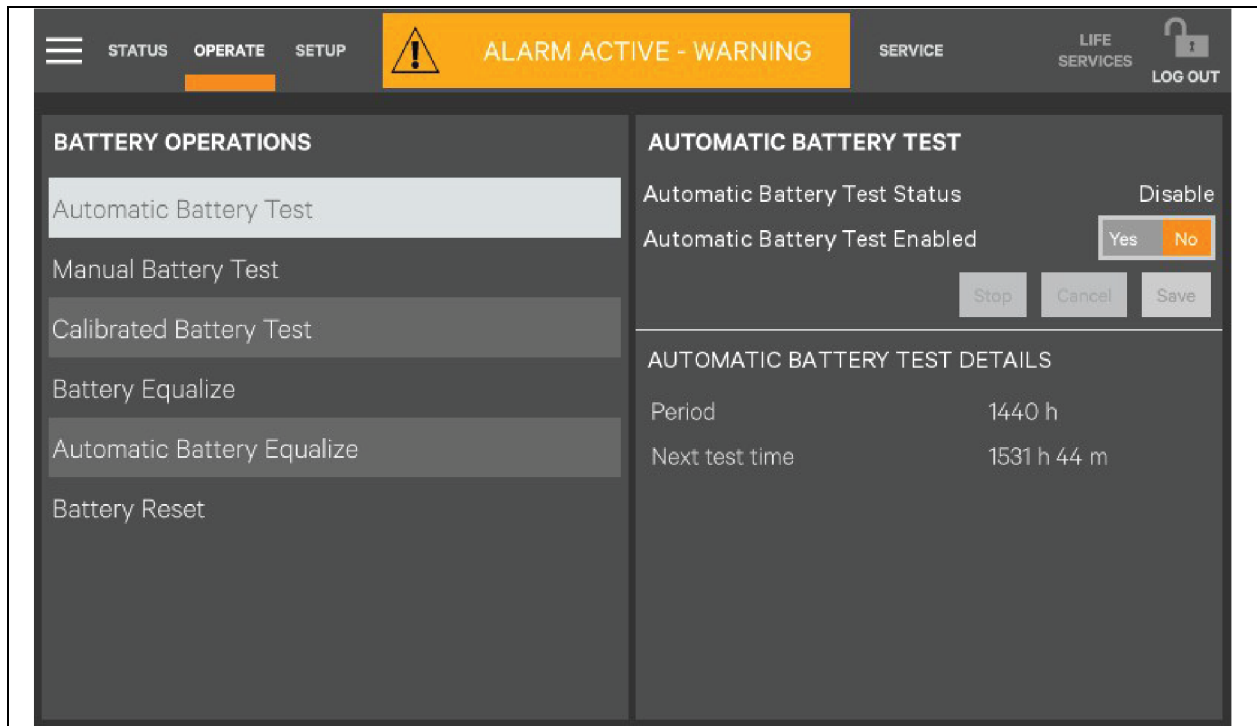 STATUS OPERATE SETUP ALARM ACTIVE - WARNING SERVICE LIFE SERVICES LOG OUT
BATTERY OPERATIONS
Automatic Battery Test
Manual Battery Test
Calibrated Battery Test
Battery Equalize
Automatic Battery Equalize
Battery Reset
AUTOMATIC BATTERY TEST
Automatic Battery Test Status Disable
Automatic Battery Test Enabled Yes No
Stop Cancel Save
AUTOMATIC BATTERY TEST DETAILS
Period 1440 h
Next test time 1531 h 44 m